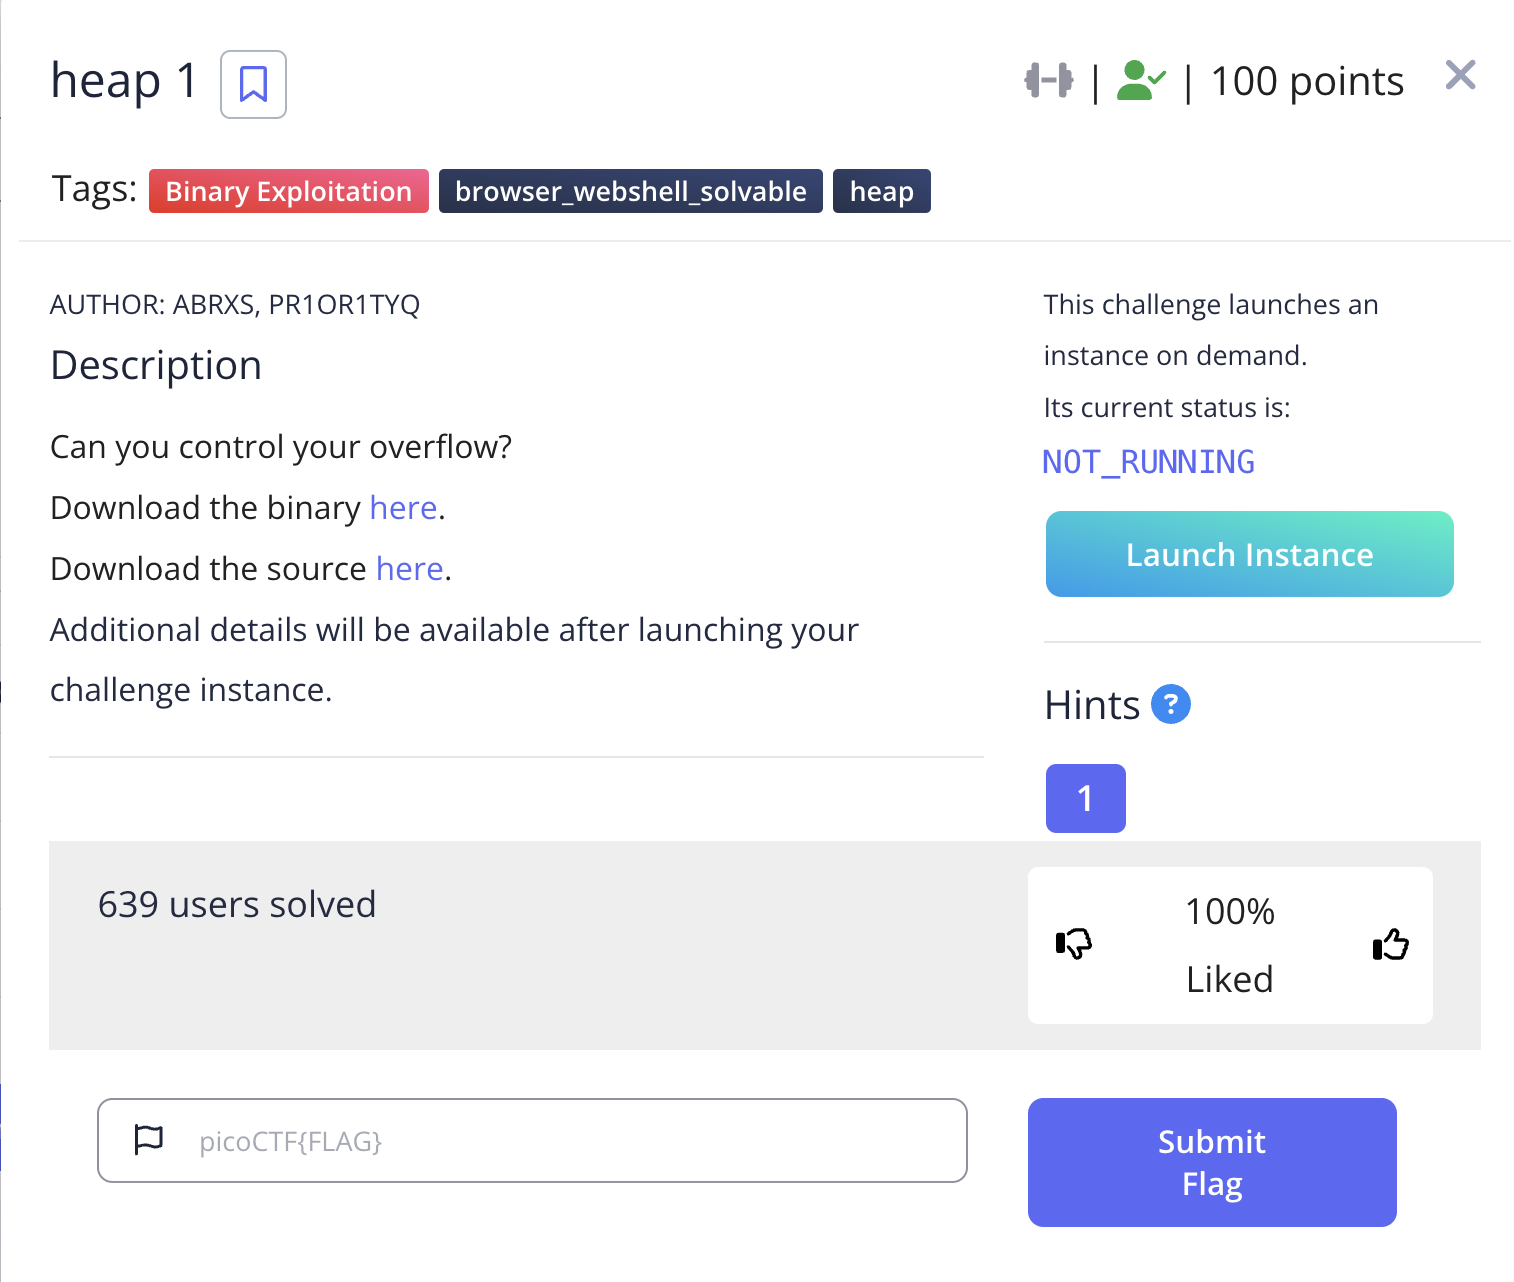 heap 1
| | 100 points
Tags: Binary Exploitation browser_webshell_solvable heap
AUTHOR: ABRXS, PR1OR1TYQ
Description
Can you control your overflow?
Download the binary here.
Download the source here.
Additional details will be available after launching your
challenge instance.
This challenge launches an
instance on demand.
Its current status is:
NOT_RUNNING
Launch Instance
Hints ?
1
639 users solved
100%
Liked
picoCTF{FLAG}
Submit
Flag